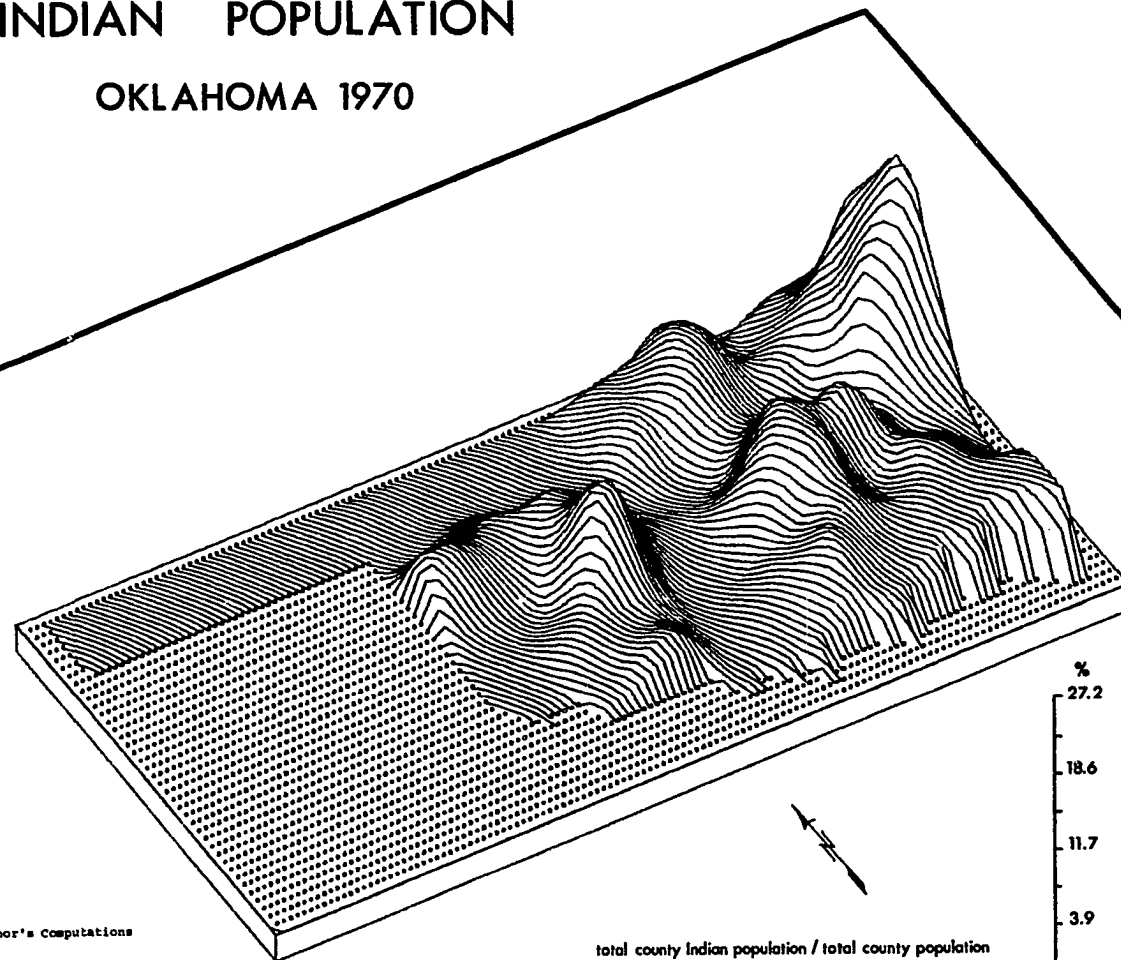 INDIAN POPULATION
OKLAHOMA 1970
%
27.2
18.6
11.7
3.9
N
Computations
total county Indian population / total county population